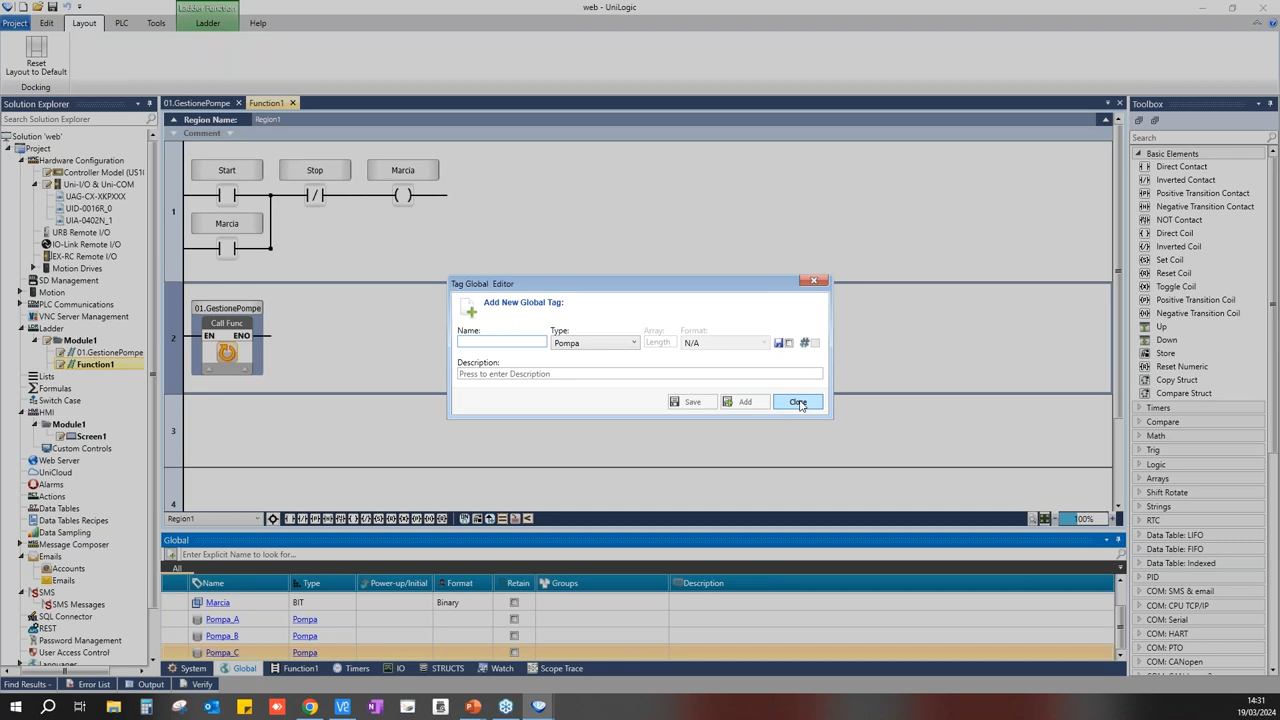 web - UniLogic
Ladder Function
Project Edit Layout PLC Tools Ladder Help
Reset
Layout to Default
Docking
Solution Explorer
Search Solution Explorer
Solution 'web'
Project
Hardware Configuration
Controller Model (US1(
Uni-I/O & Uni-COM
UAG-CX-XKPXXX
UID-0016R_0
UIA-0402N_1
URB Remote I/O
IO-Link Remote I/O
EX-RC Remote I/O
Motion Drives
SD Management
Motion
PLC Communications
VNC Server Management
Ladder
Module1
01.GestionePompe
Function1
Lists
Formulas
Switch Case
HMI
Module1
Screen1
Custom Controls
Web Server
UniCloud
Alarms
Actions
Data Tables
Data Tables Recipes
Data Sampling
Message Composer
Emails
Accounts
Emails
SMS
SMS Messages
SQL Connector
REST
Password Management
User Access Control
Languages
01.GestionePompe Function1
Region Name: Region1
Comment
1
Start Stop Marcia
Marcia
2
01.GestionePompe
Call Func
EN ENO
3
4
Tag Global Editor
Add New Global Tag:
Name: Type: Array: Format:
Pompa Length N/A
Description:
Press to enter Description
Save Add Close
Region1 100%
Global
Enter Explicit Name to look for...
All
Name Type Power-up/Initial Format Retain Groups Description
Marcia BIT Binary
Pompa_A Pompa
Pompa_B Pompa
Pompa_C Pompa
System Global Function1 Timers IO STRUCTS Watch Scope Trace
Find Results - Error List Output Verify
Toolbox
Search
Basic Elements
Direct Contact
Inverted Contact
Positive Transition Contact
Negative Transition Contact
NOT Contact
Direct Coil
Inverted Coil
Set Coil
Reset Coil
Toggle Coil
Positive Transition Coil
Negative Transition Coil
Up
Down
Store
Reset Numeric
Copy Struct
Compare Struct
Timers
Compare
Math
Trig
Logic
Arrays
Shift Rotate
Strings
RTC
Data Table: LIFO
Data Table: FIFO
Data Table: Indexed
PID
COM: SMS & email
COM: CPU TCP/IP
COM: Serial
COM: HART
COM: CANopen
14:31
19/03/2024